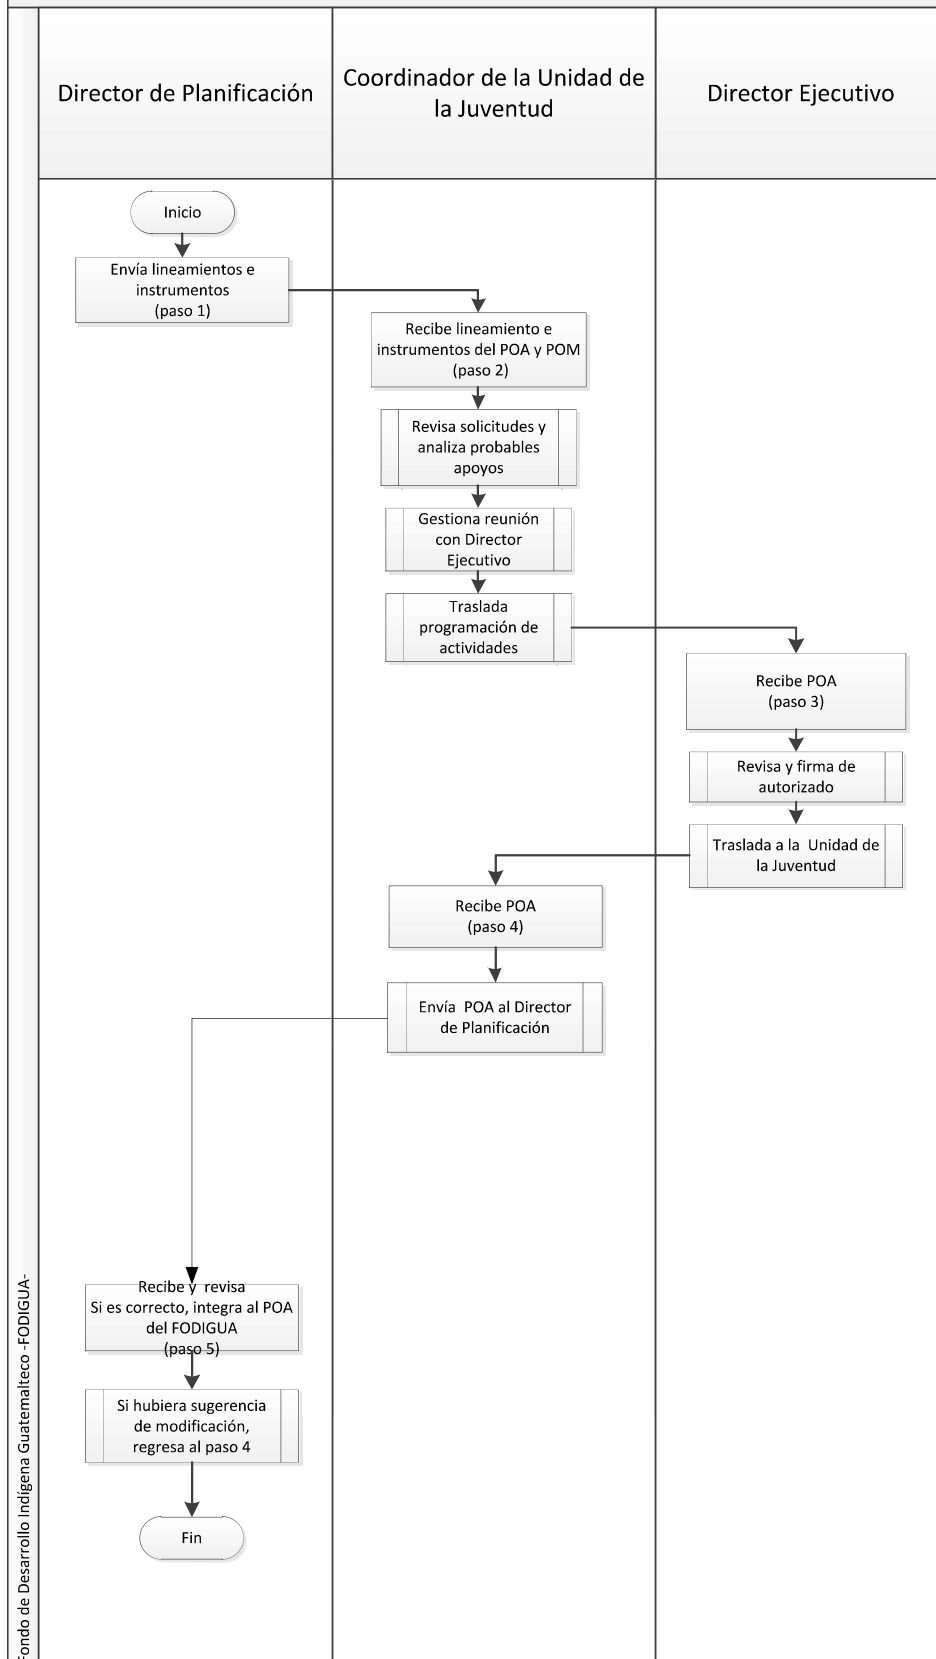 Director de Planificación
Coordinador de la Unidad de
la Juventud
Director Ejecutivo
Inicio
Envía lineamientos e
instrumentos
(paso 1)
Recibe lineamiento e
instrumentos del POA y POM
(paso 2)
Revisa solicitudes y
analiza probables
apoyos
Gestiona reunión
con Director
Ejecutivo
Traslada
programación de
actividades
Recibe POA
(paso 3)
Revisa y firma de
autorizado
Traslada a la Unidad de
la Juventud
Recibe POA
(paso 4)
Envía POA al Director
de Planificación
Recibe y revisa
Si es correcto, integra al POA
del FODIGUA
(paso 5)
Si hubiera sugerencia
de modificación,
regresa al paso 4
Fin
ondo de Desarrollo Indígena Guatemalteco -FODIGUA-